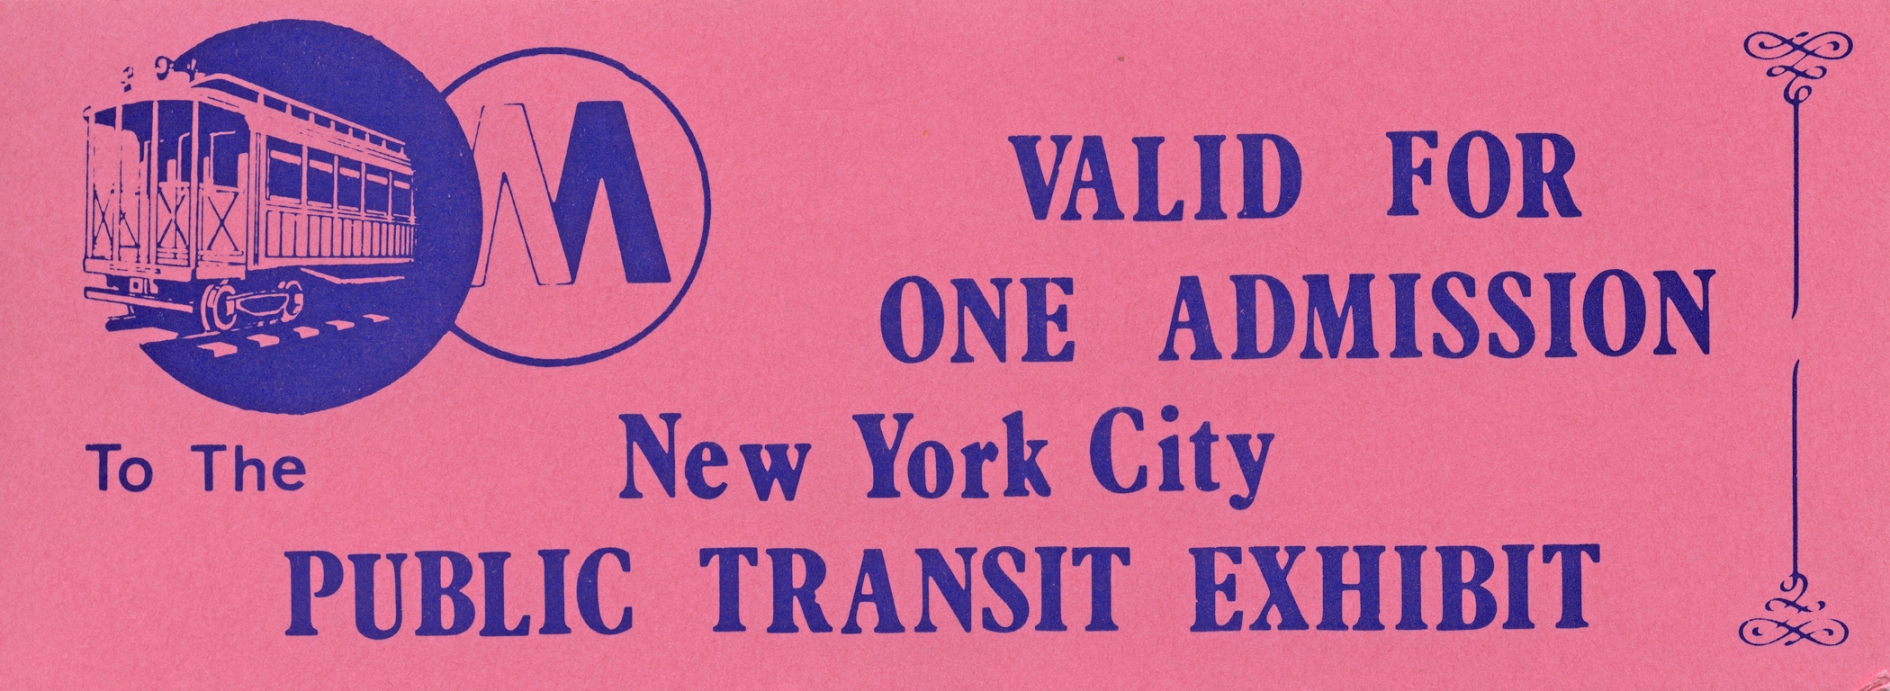 M
VALID FOR
ONE ADMISSION
To The New York City
PUBLIC TRANSIT EXHIBIT